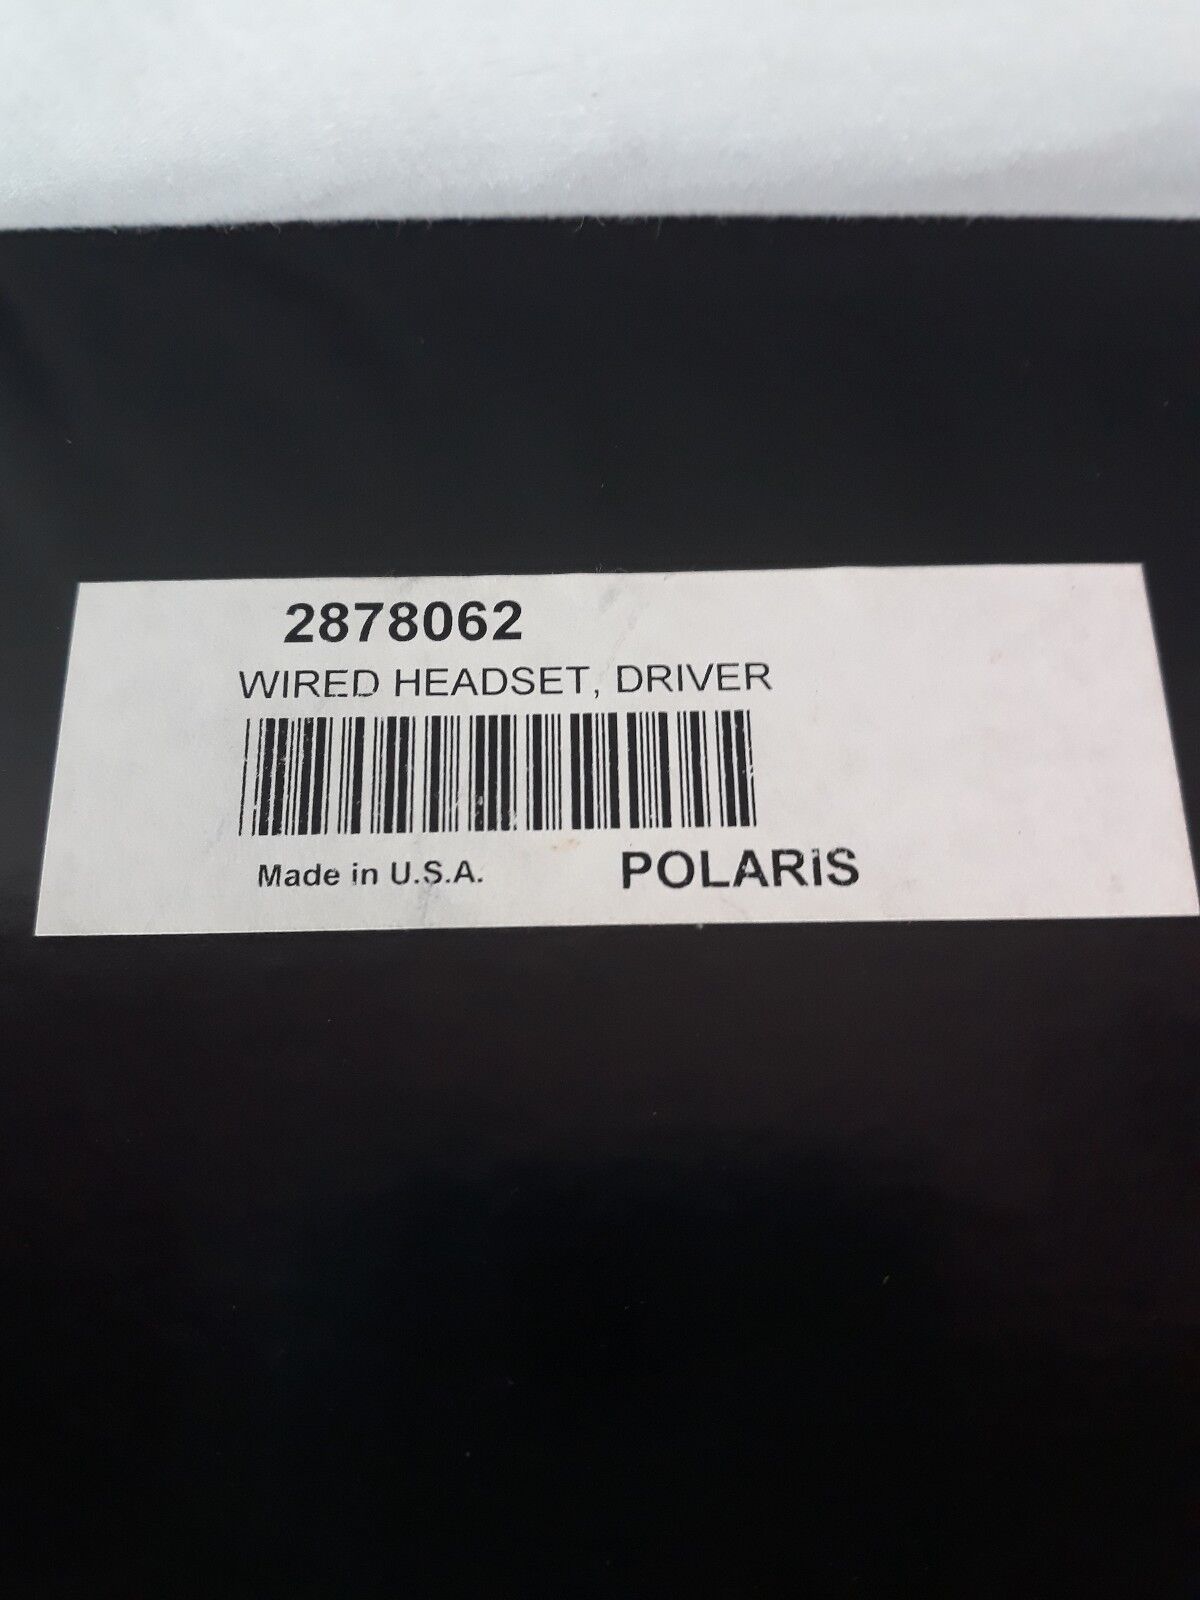 2878062
WIRED HEADSET, DRIVER
Made in U.S.A.
POLARIS